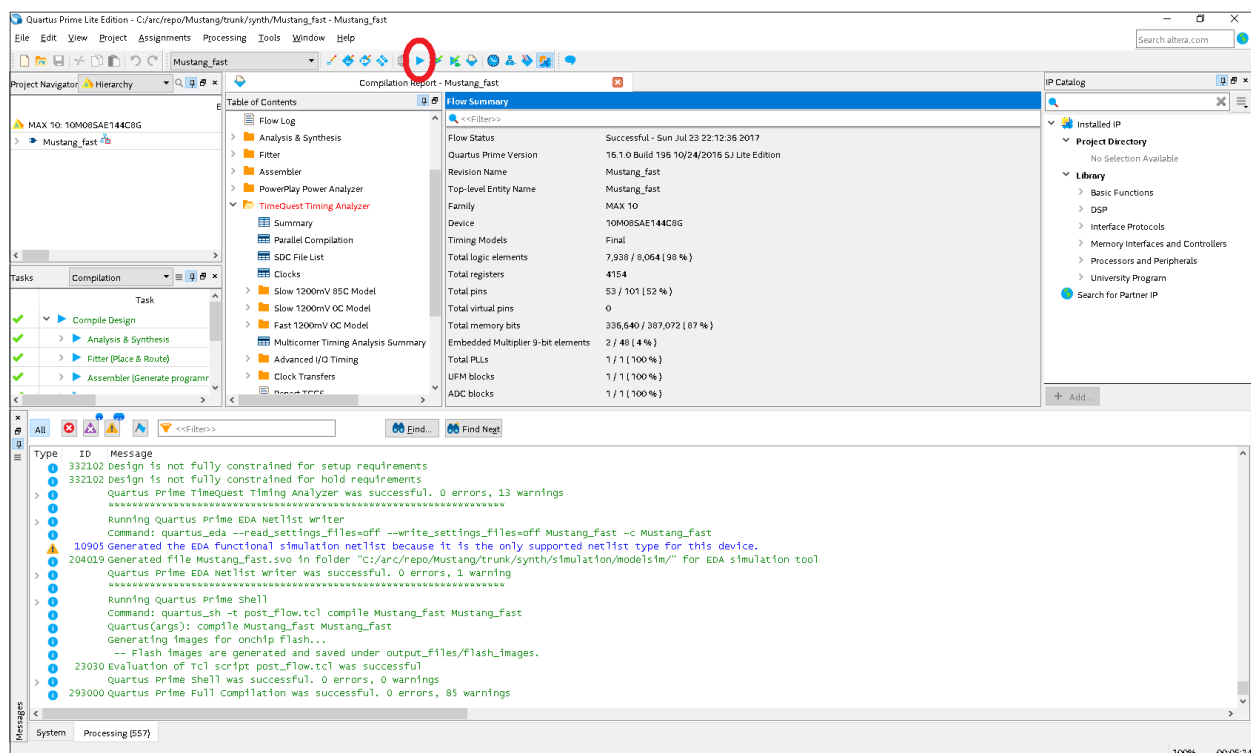 Quartus Prime Lite Edition - C:/arc/repo/Mustang/trunk/synth/Mustang_fast - Mustang_fast
File Edit View Project Assignments Processing Tools Window Help
Search altera.com
Mustang_fast
Project Navigator Hierarchy
E
MAX 10: 10M08SAE144C8G
Mustang_fast
Compilation Report - Mustang_fast
Table of Contents
Flow Log
Analysis & Synthesis
Fitter
Assembler
PowerPlay Power Analyzer
TimeQuest Timing Analyzer
Summary
Parallel Compilation
SDC File List
Clocks
Slow 1200mV 85C Model
Slow 1200mV 0C Model
Fast 1200mV 0C Model
Multicorner Timing Analysis Summary
Advanced I/O Timing
Clock Transfers
Report TCCS
Flow Summary
<<Filter>>
Flow Status Successful - Sun Jul 23 22:12:36 2017
Quartus Prime Version 16.1.0 Build 196 10/24/2016 SJ Lite Edition
Revision Name Mustang_fast
Top-level Entity Name Mustang_fast
Family MAX 10
Device 10M08SAE144C8G
Timing Models Final
Total logic elements 7,938 / 8,064 ( 98 % )
Total registers 4154
Total pins 53 / 101 ( 52 % )
Total virtual pins 0
Total memory bits 336,640 / 387,072 ( 87 % )
Embedded Multiplier 9-bit elements 2 / 48 ( 4 % )
Total PLLs 1 / 1 ( 100 % )
UFM blocks 1 / 1 ( 100 % )
ADC blocks 1 / 1 ( 100 % )
IP Catalog
Installed IP
Project Directory
No Selection Available
Library
Basic Functions
DSP
Interface Protocols
Memory Interfaces and Controllers
Processors and Peripherals
University Program
Search for Partner IP
+ Add...
Tasks Compilation
Task
Compile Design
Analysis & Synthesis
Fitter (Place & Route)
Assembler (Generate programr
All <<Filter>> Find... Find Next
Type ID Message
332102 Design is not fully constrained for setup requirements
332102 Design is not fully constrained for hold requirements
Quartus Prime TimeQuest Timing Analyzer was successful. 0 errors, 13 warnings
*******************************************************************
Running Quartus Prime EDA Netlist Writer
Command: quartus_eda --read_settings_files=off --write_settings_files=off Mustang_fast -c Mustang_fast
10905 Generated the EDA functional simulation netlist because it is the only supported netlist type for this device.
204019 Generated file Mustang_fast.svo in folder "C:/arc/repo/Mustang/trunk/synth/simulation/modelsim/" for EDA simulation tool
Quartus Prime EDA Netlist Writer was successful. 0 errors, 1 warning
*******************************************************************
Running Quartus Prime Shell
Command: quartus_sh -t post_flow.tcl compile Mustang_fast Mustang_fast
Quartus(args): compile Mustang_fast Mustang_fast
Generating images for onchip flash...
-- Flash images are generated and saved under output_files/flash_images.
23030 Evaluation of Tcl script post_flow.tcl was successful
Quartus Prime Shell was successful. 0 errors, 0 warnings
293000 Quartus Prime Full Compilation was successful. 0 errors, 85 warnings
Messages
System Processing (557)
100% 00:05:14